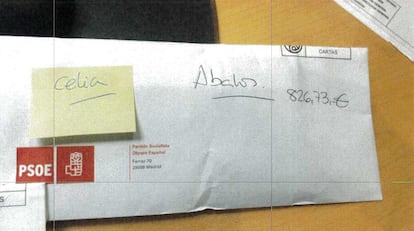 CARTAS
celia
Abalos.
826,73,-€
PSOE
Partido Socialista
Obrero Español
Ferraz 70
28008 Madrid